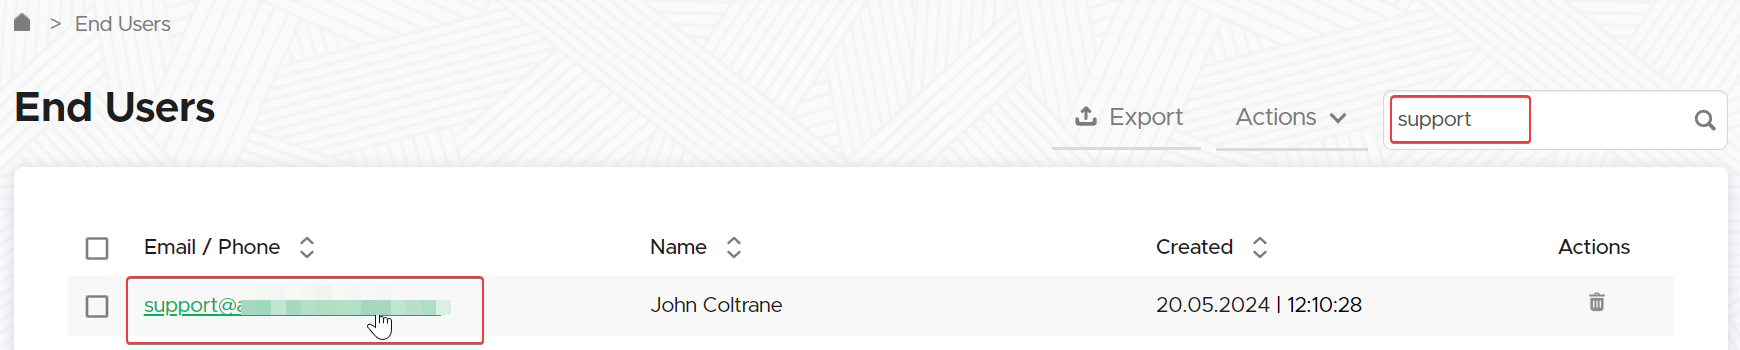 > End Users
End Users
Export Actions support
Email / Phone Name Created Actions
support@ John Coltrane 20.05.2024 | 12:10:28